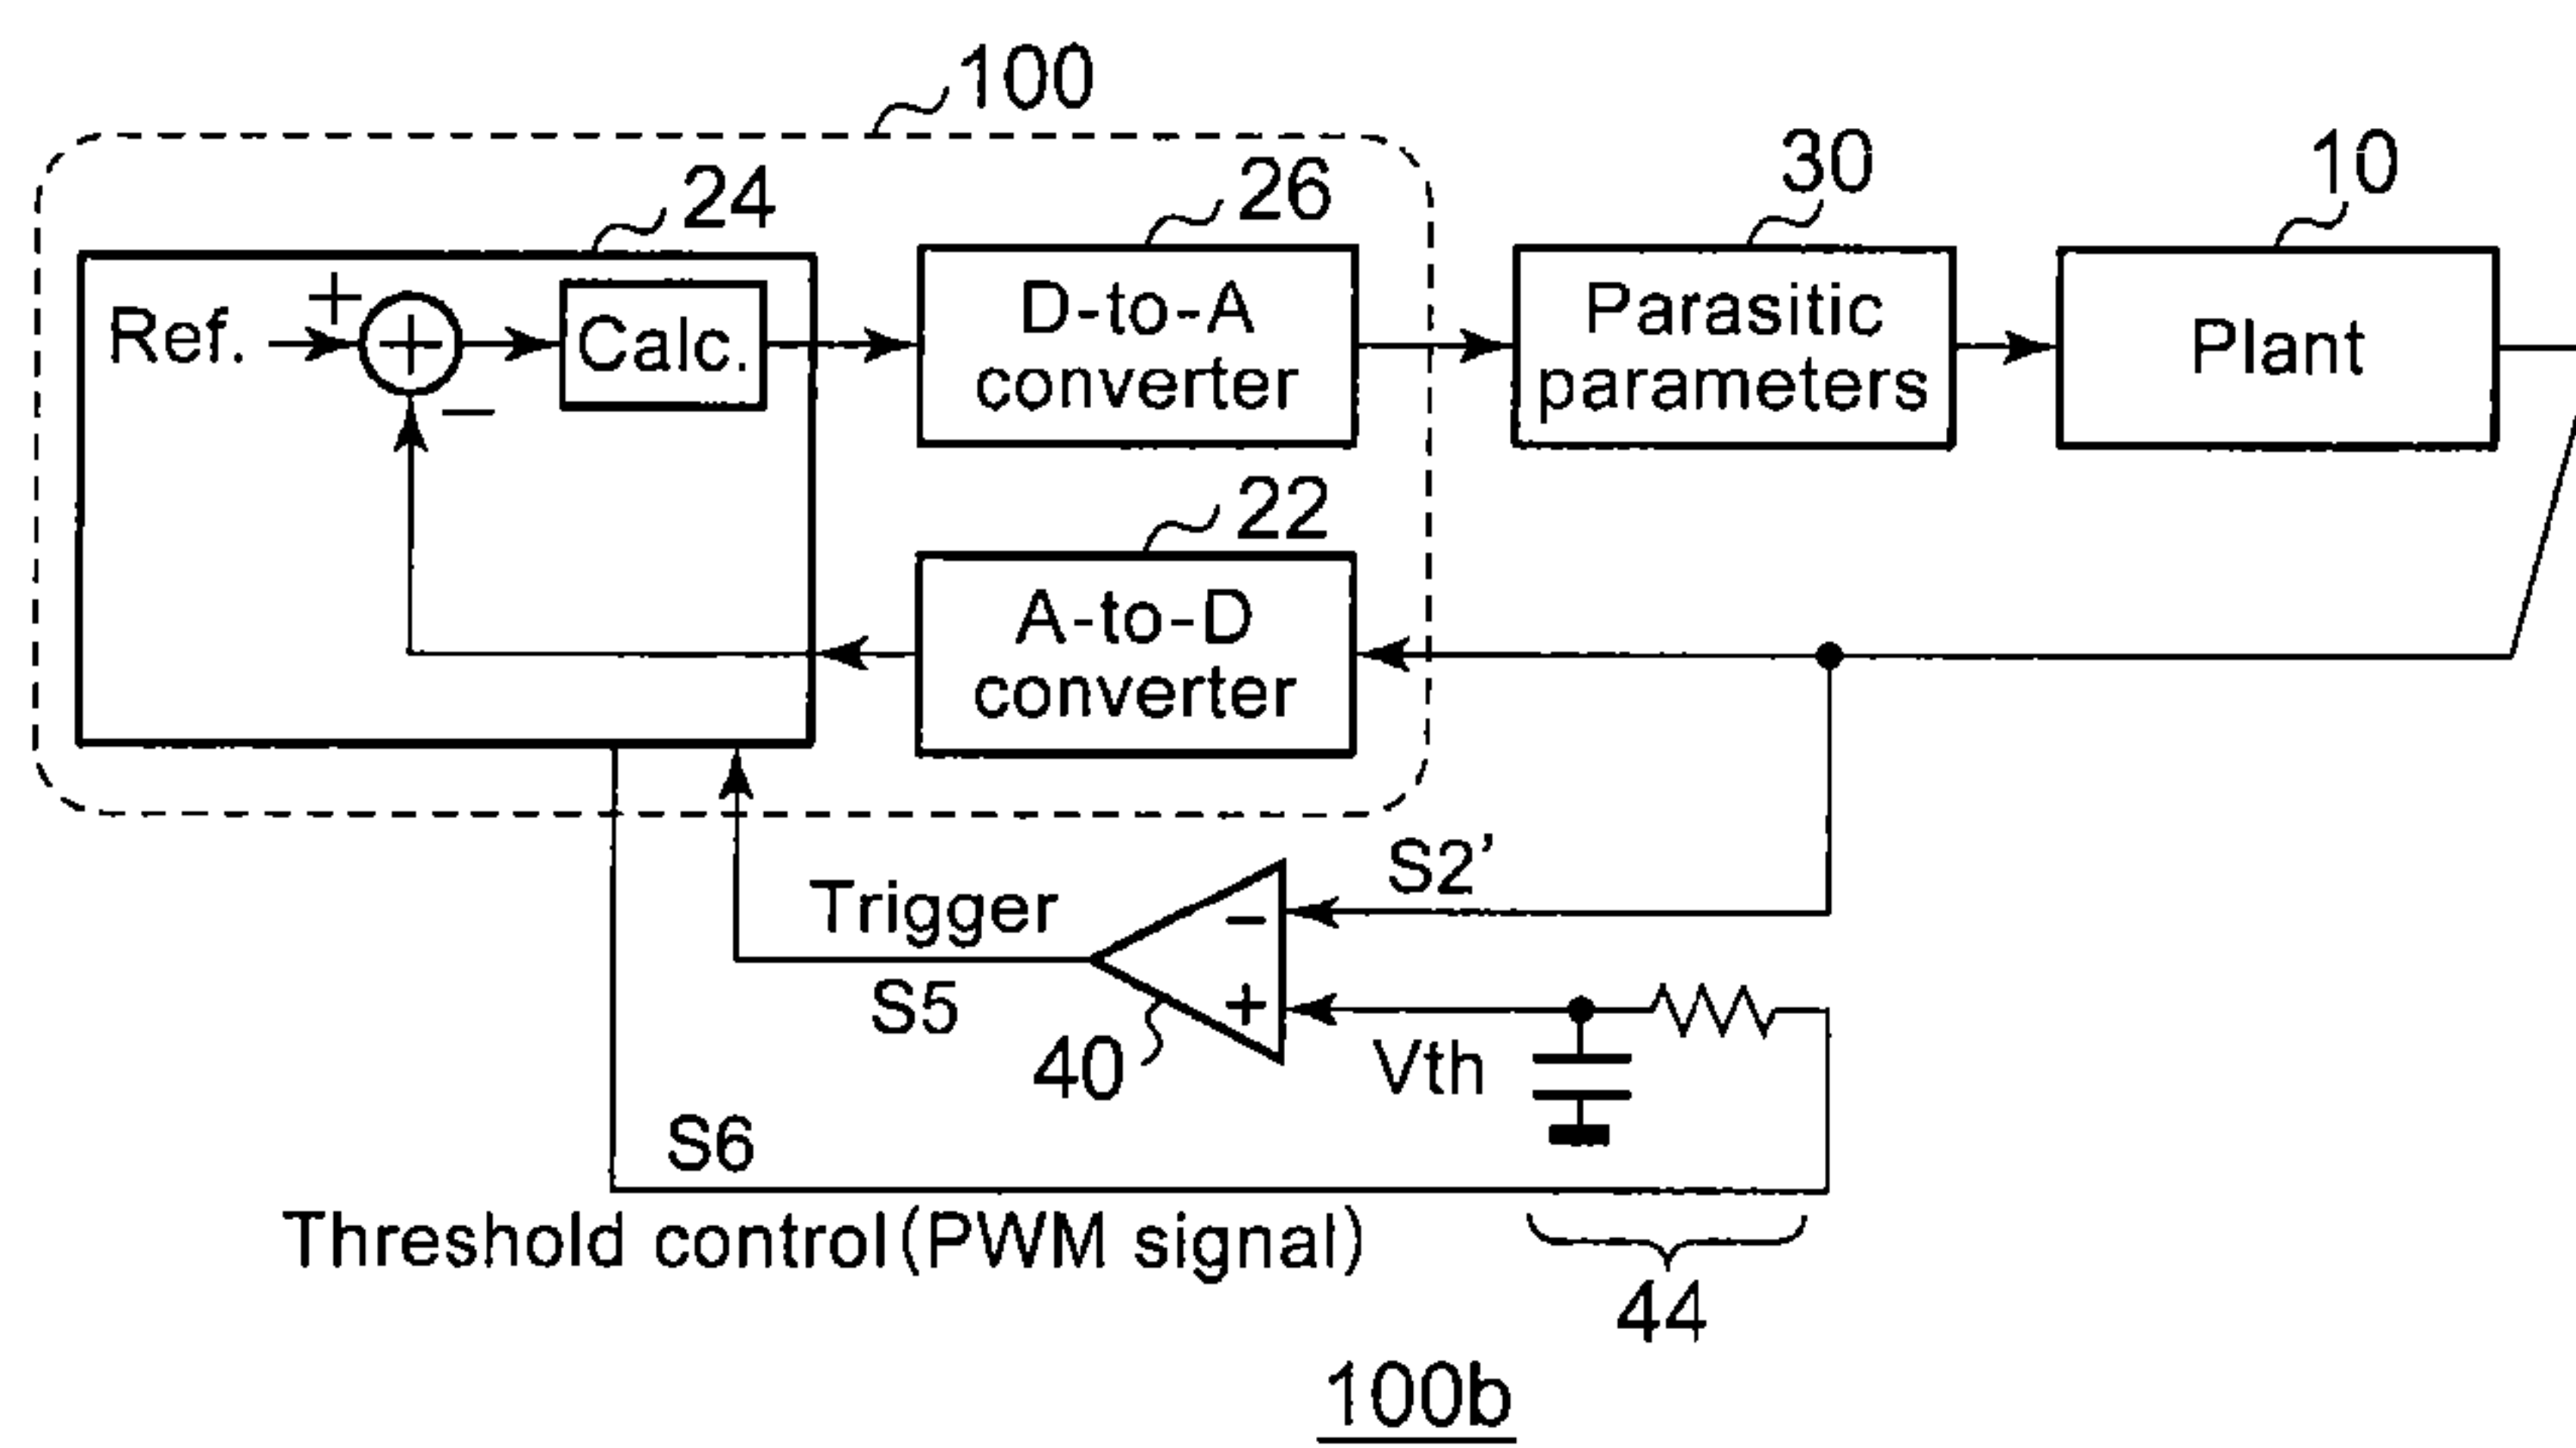 100
24
26
30
10
Ref.
+
+
−
Calc.
D-to-A
converter
Parasitic
parameters
Plant
22
A-to-D
converter
S2’
Trigger
S5
−
+
40
Vth
S6
Threshold control(PWM signal)
44
100b